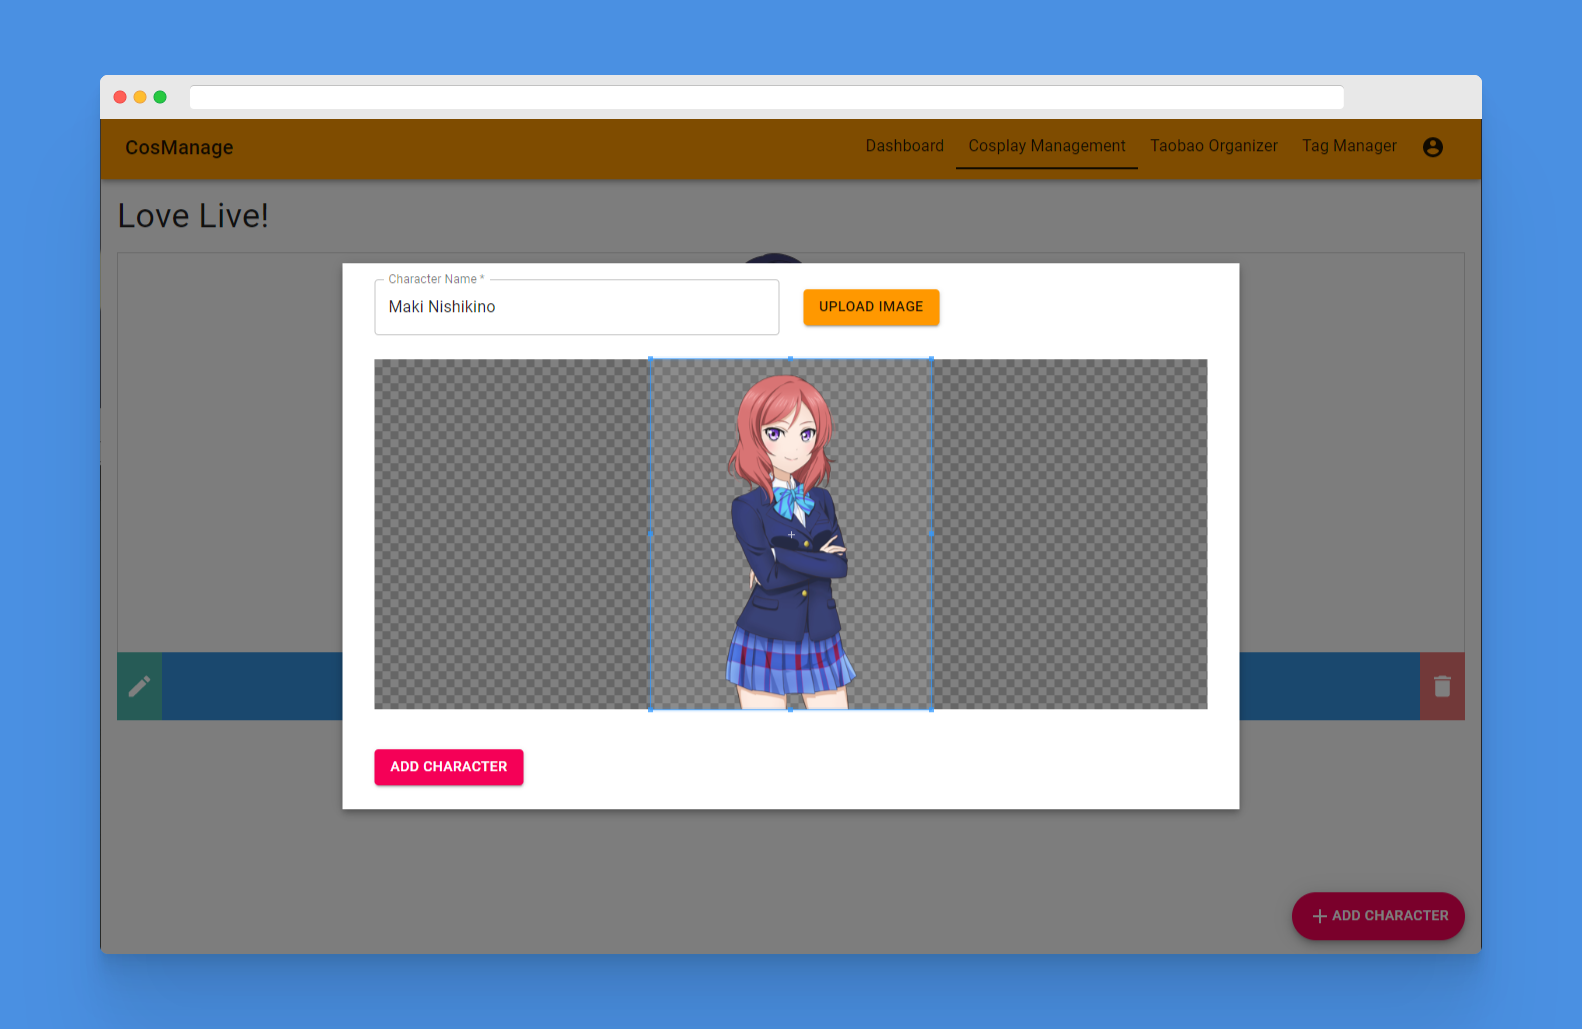 CosManage
Dashboard
Cosplay Management
Taobao Organizer
Tag Manager
Love Live!
Character Name *
Maki Nishikino
UPLOAD IMAGE
ADD CHARACTER
ADD CHARACTER